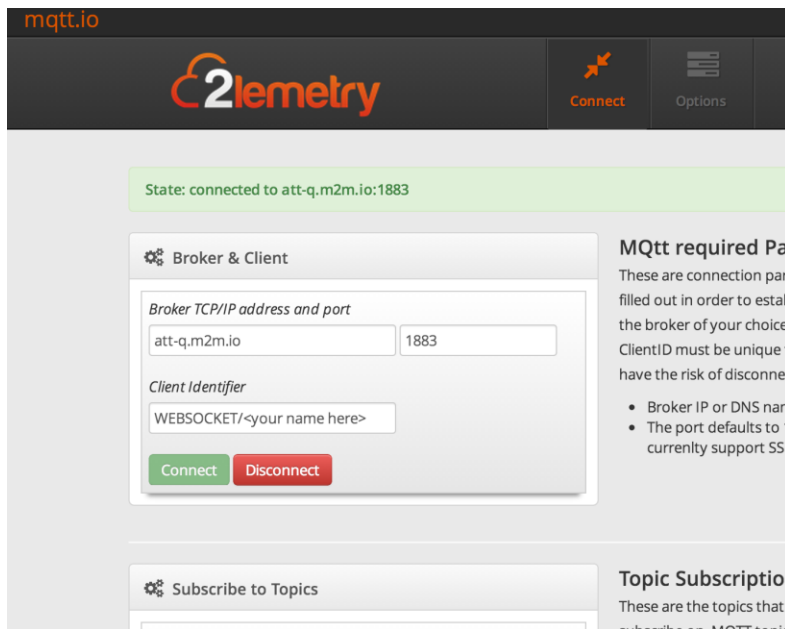 mqtt.io
2lemetry
Connect
Options
State: connected to att-q.m2m.io:1883
Broker & Client
Broker TCP/IP address and port
att-q.m2m.io
1883
Client Identifier
WEBSOCKET/<your name here>
Connect
Disconnect
MQtt required Pa
These are connection par
filled out in order to estal
the broker of your choice
ClientID must be unique
have the risk of disconne
Broker IP or DNS nar
The port defaults to
currenlty support SS
Subscribe to Topics
Topic Subscriptio
These are the topics that